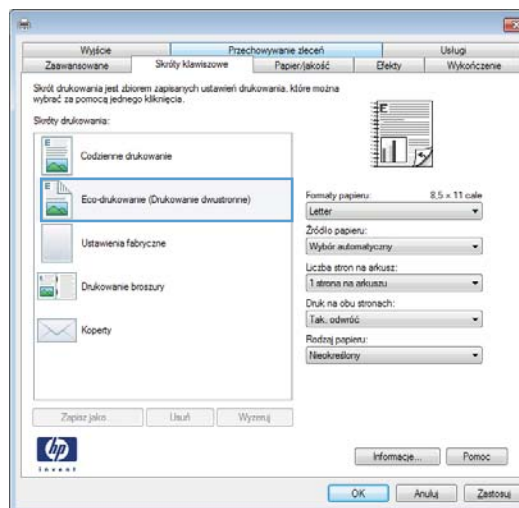 Wyjście Przechowywanie zleceń Usługi
Zaawansowane Skróty klawiszowe Papier/jakość Efekty Wykończenie
Skrót drukowania jest zbiorem zapisanych ustawień drukowania, które można
wybrać za pomocą jednego kliknięcia.
Skróty drukowania:
Codzienne drukowanie
Eco-drukowanie (Drukowanie dwustronne)
Ustawienia fabryczne
Drukowanie broszury
Koperty
Formaty papieru: 8,5 × 11 cale
Letter
Źródło papieru:
Wybór automatyczny
Liczba stron na arkusz:
1 strona na arkuszu
Druk na obu stronach:
Tak, odwróć
Rodzaj papieru:
Nieokreślony
Zapisz jako... Usuń Wyzeruj
hp
invent
Informacje... Pomoc
OK Anuluj Zastosuj